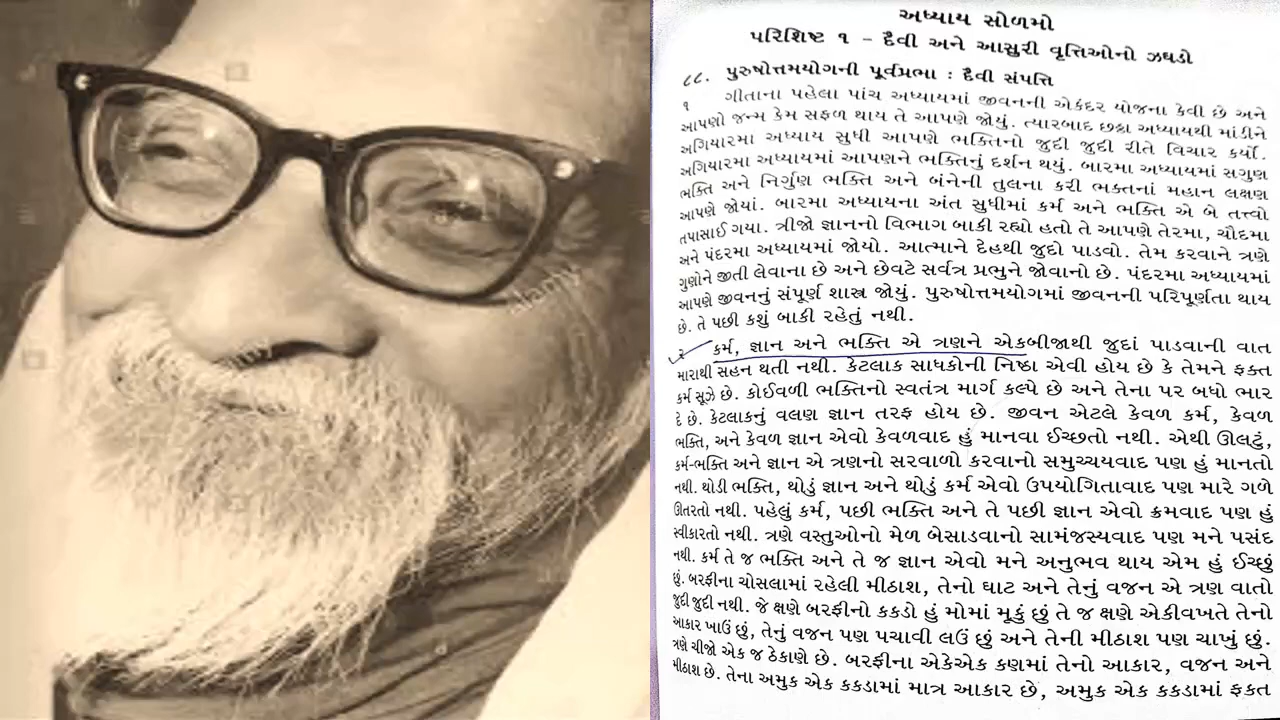 અધ્યાય સોળમો
પરિશિષ્ટ ૧ - દૈવી અને આસુરી વૃત્તિઓનો ઝઘડો
૮૮. પુરુષોત્તમયોગની પૂર્વપ્રભા : દૈવી સંપત્તિ
૧ ગીતાના પહેલા પાંચ અધ્યાયમાં જીવનની એકંદર યોજના કેવી છે અને
આપણો જન્મ કેમ સફળ થાય તે આપણે જોયું. ત્યારબાદ છઠ્ઠા અધ્યાયથી માંડીને
અગિયારમા અધ્યાય સુધી આપણે ભક્તિનો જુદી જુદી રીતે વિચાર કર્યો.
અગિયારમા અધ્યાયમાં આપણને ભક્તિનું દર્શન થયું. બારમા અધ્યાયમાં સગુણ
ભક્તિ અને નિર્ગુણ ભક્તિ અને બંનેની તુલના કરી ભક્તનાં મહાન લક્ષણ
આપણે જોયાં. બારમા અધ્યાયના અંત સુધીમાં કર્મ અને ભક્તિ એ બે તત્ત્વો
તપાસાઈ ગયા. ત્રીજો જ્ઞાનનો વિભાગ બાકી રહ્યો હતો તે આપણે તેરમા, ચૌદમા
અને પંદરમા અધ્યાયમાં જોયો. આત્માને દેહથી જુદો પાડવો. તેમ કરવાને ત્રણે
ગુણોને જીતી લેવાના છે અને છેવટે સર્વત્ર પ્રભુને જોવાનો છે. પંદરમા અધ્યાયમાં
આપણે જીવનનું સંપૂર્ણ શાસ્ત્ર જોયું. પુરુષોત્તમયોગમાં જીવનની પરિપૂર્ણતા થાય
છે. તે પછી કશું બાકી રહેતું નથી.
૨ કર્મ, જ્ઞાન અને ભક્તિ એ ત્રણને એકબીજાથી જુદાં પાડવાની વાત
મારાથી સહન થતી નથી. કેટલાક સાધકોની નિષ્ઠા એવી હોય છે કે તેમને ફક્ત
કર્મ સૂઝે છે. કોઈવળી ભક્તિનો સ્વતંત્ર માર્ગ કલ્પે છે અને તેના પર બધો ભાર
દે છે. કેટલાકનું વલણ જ્ઞાન તરફ હોય છે. જીવન એટલે કેવળ કર્મ, કેવળ
ભક્તિ, અને કેવળ જ્ઞાન એવો કેવળવાદ હું માનવા ઈચ્છતો નથી. એથી ઊલટું,
કર્મ-ભક્તિ અને જ્ઞાન એ ત્રણનો સરવાળો કરવાનો સમુચ્ચયવાદ પણ હું માનતો
નથી. થોડી ભક્તિ, થોડું જ્ઞાન અને થોડું કર્મ એવો ઉપયોગિતાવાદ પણ મારે ગળે
ઊતરતો નથી. પહેલું કર્મ, પછી ભક્તિ અને તે પછી જ્ઞાન એવો ક્રમવાદ પણ હું
સ્વીકારતો નથી. ત્રણે વસ્તુઓનો મેળ બેસાડવાનો સામંજસ્યવાદ પણ મને પસંદ
નથી. કર્મ તે જ ભક્તિ અને તે જ જ્ઞાન એવો મને અનુભવ થાય એમ હું ઈચ્છું
છું. બરફીના ચોસલામાં રહેલી મીઠાશ, તેનો ઘાટ અને તેનું વજન એ ત્રણ વાતો
જુદી જુદી નથી. જે ક્ષણે બરફીનો કકડો હું મોમાં મૂકું છું તે જ ક્ષણે એકીવખતે તેનો
આકાર ખાઉં છું, તેનું વજન પણ પચાવી લઉં છું અને તેની મીઠાશ પણ ચાખું છું.
ત્રણે ચીજો એક જ ઠેકાણે છે. બરફીના એકેએક કણમાં તેનો આકાર, વજન અને
મીઠાશ છે. તેના અમુક એક કકડામાં માત્ર આકાર છે, અમુક એક કકડામાં ફકત
alamy